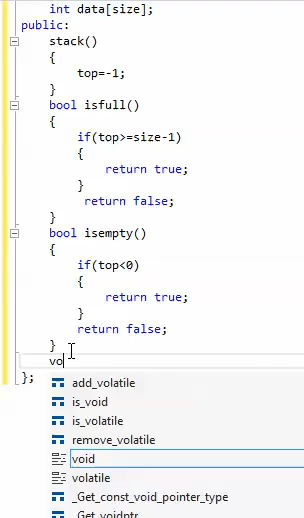 int data[size];
public:
stack()
{
top=-1;
}
bool isfull()
{
if(top>=size-1)
{
return true;
}
return false;
}
bool isempty()
{
if(top<0)
{
return true;
}
return false;
}
vo
};
add_volatile
is_void
is_volatile
remove_volatile
void
volatile
_Get_const_void_pointer_type
_Get_voidptr